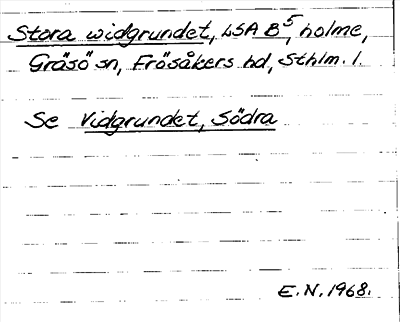 Stora widgrundet, LSA B⁵, holme,
Gräsö sn, Frösåkers hd, Sthlm. l.
Se Vidgrundet, Södra
E.N. 1968.